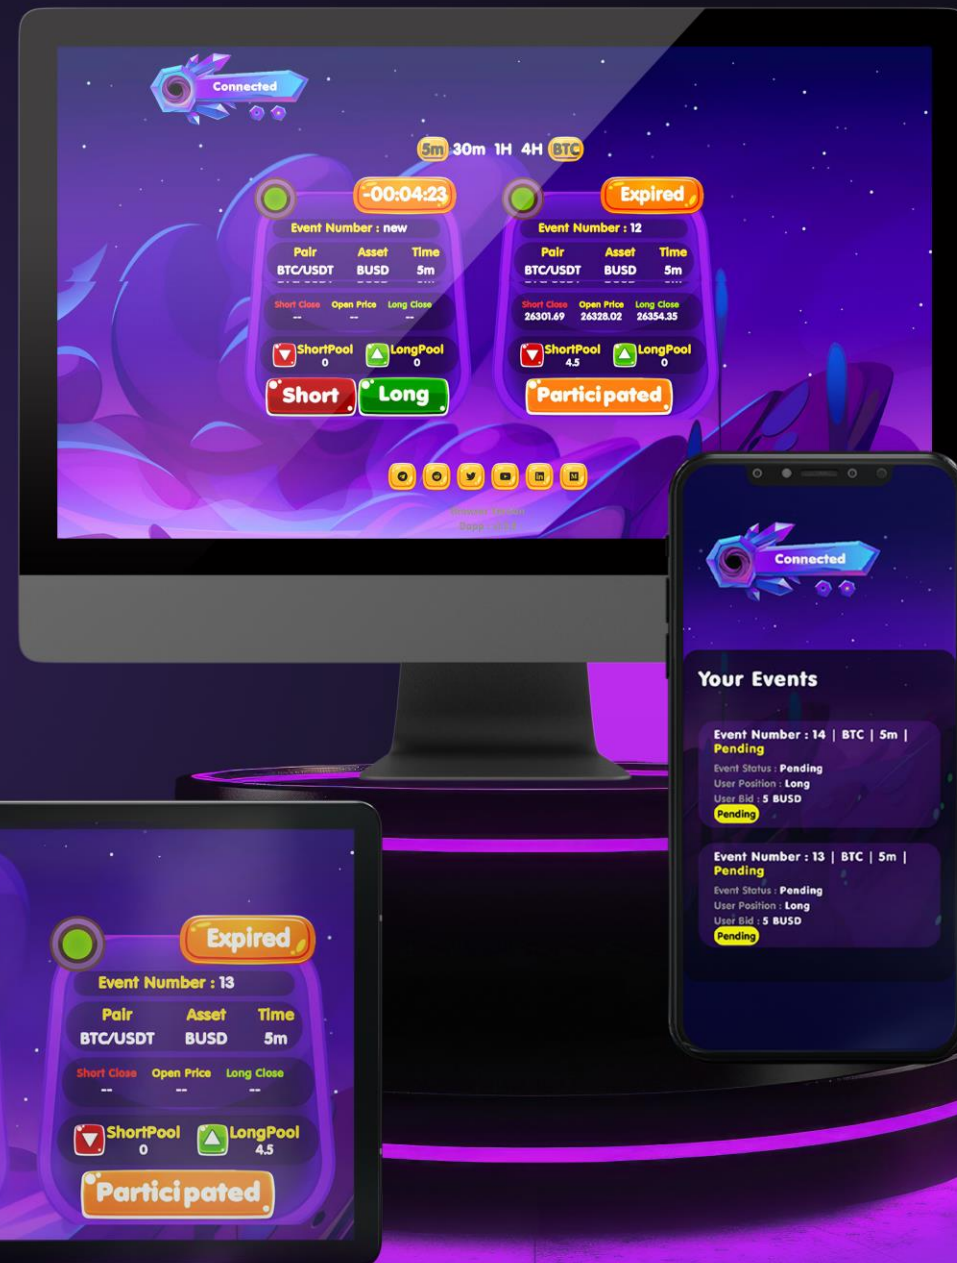 Connected
5m 30m 1H 4H BTC
-00:04:23
Event Number : new
Pair Asset Time
BTC/USDT BUSD 5m
Short Close Open Price Long Close
-- -- --
ShortPool LongPool
0 0
Short Long
Expired
Event Number : 12
Pair Asset Time
BTC/USDT BUSD 5m
Short Close Open Price Long Close
26301.69 26328.02 26354.35
ShortPool LongPool
4.5 0
Participated
Connected
Your Events
Event Number : 14 | BTC | 5m |
Pending
Event Status : Pending
User Position : Long
User Bid : 5 BUSD
Pending
Event Number : 13 | BTC | 5m |
Pending
Event Status : Pending
User Position : Long
User Bid : 5 BUSD
Pending
Expired
Event Number : 13
Pair Asset Time
BTC/USDT BUSD 5m
Short Close Open Price Long Close
-- -- --
ShortPool LongPool
0 4.5
Participated